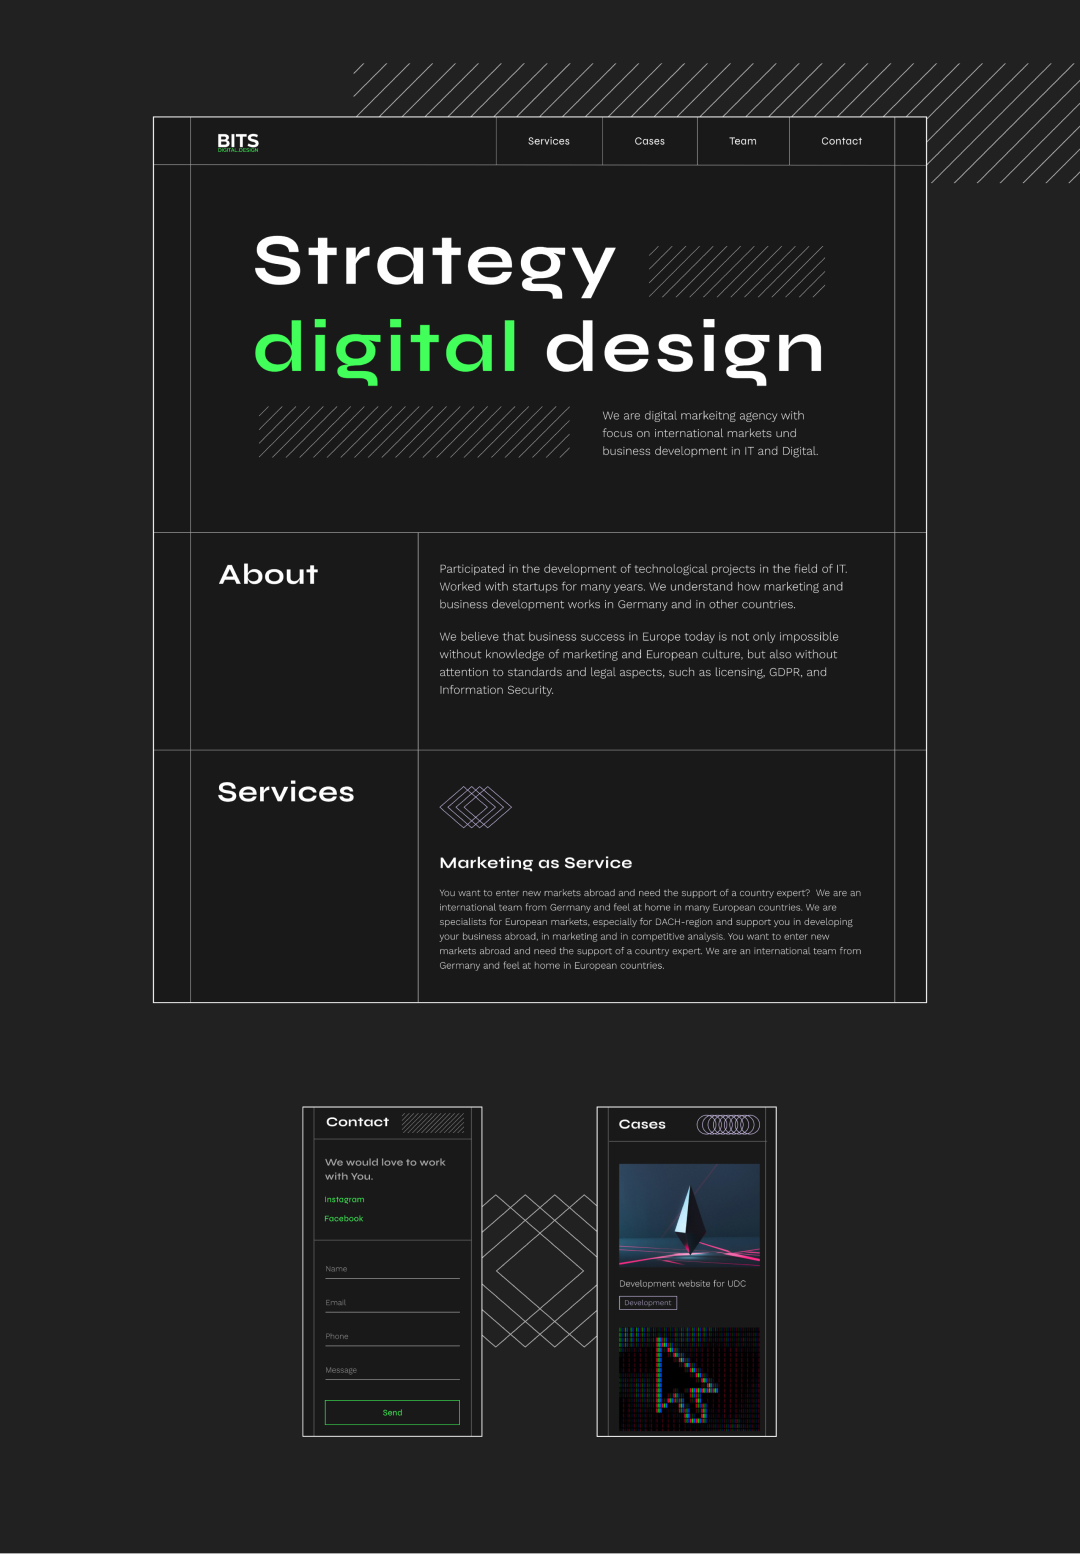 BITS
DIGITAL DESIGN
Services
Cases
Team
Contact
Strategy
digital design
We are digital markeitng agency with
focus on international markets und
business development in IT and Digital.
About
Participated in the development of technological projects in the field of IT.
Worked with startups for many years. We understand how marketing and
business development works in Germany and in other countries.
We believe that business success in Europe today is not only impossible
without knowledge of marketing and European culture, but also without
attention to standards and legal aspects, such as licensing, GDPR, and
Information Security.
Services
Marketing as Service
You want to enter new markets abroad and need the support of a country expert?  We are an
international team from Germany and feel at home in many European countries. We are
specialists for European markets, especially for DACH-region and support you in developing
your business abroad, in marketing and in competitive analysis. You want to enter new
markets abroad and need the support of a country expert. We are an international team from
Germany and feel at home in European countries.
Contact
We would love to work
with You.
Instagram
Facebook
Name
Email
Phone
Message
Send
Cases
Development website for UDC
Development